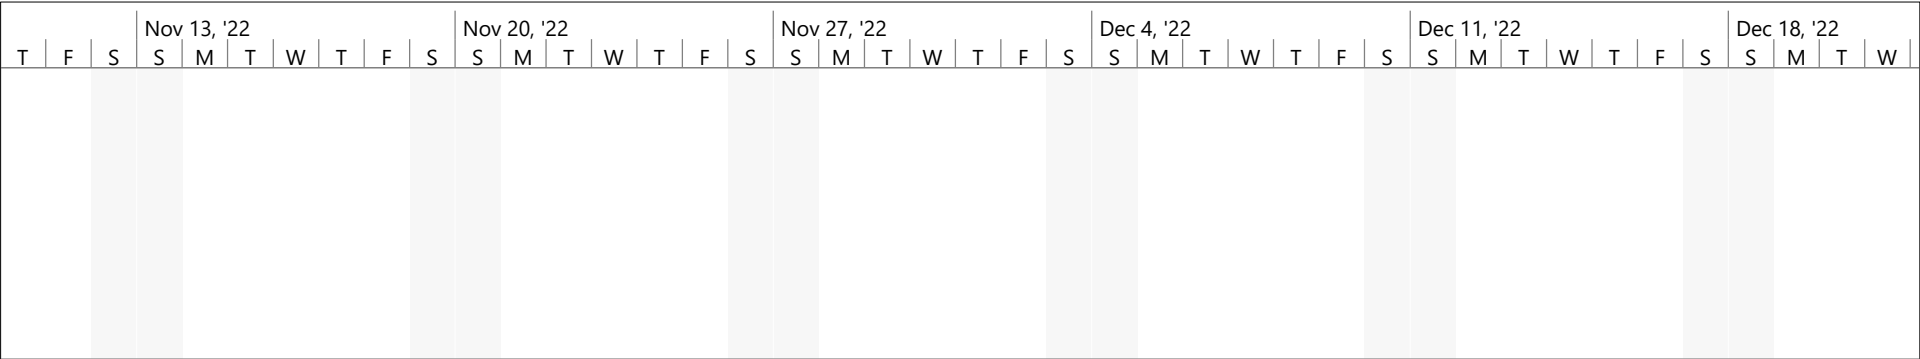 Nov 13, '22 Nov 20, '22 Nov 27, '22 Dec 4, '22 Dec 11, '22 Dec 18, '22
T F S S M T W T F S S M T W T F S S M T W T F S S M T W T F S S M T W T F S S M T W